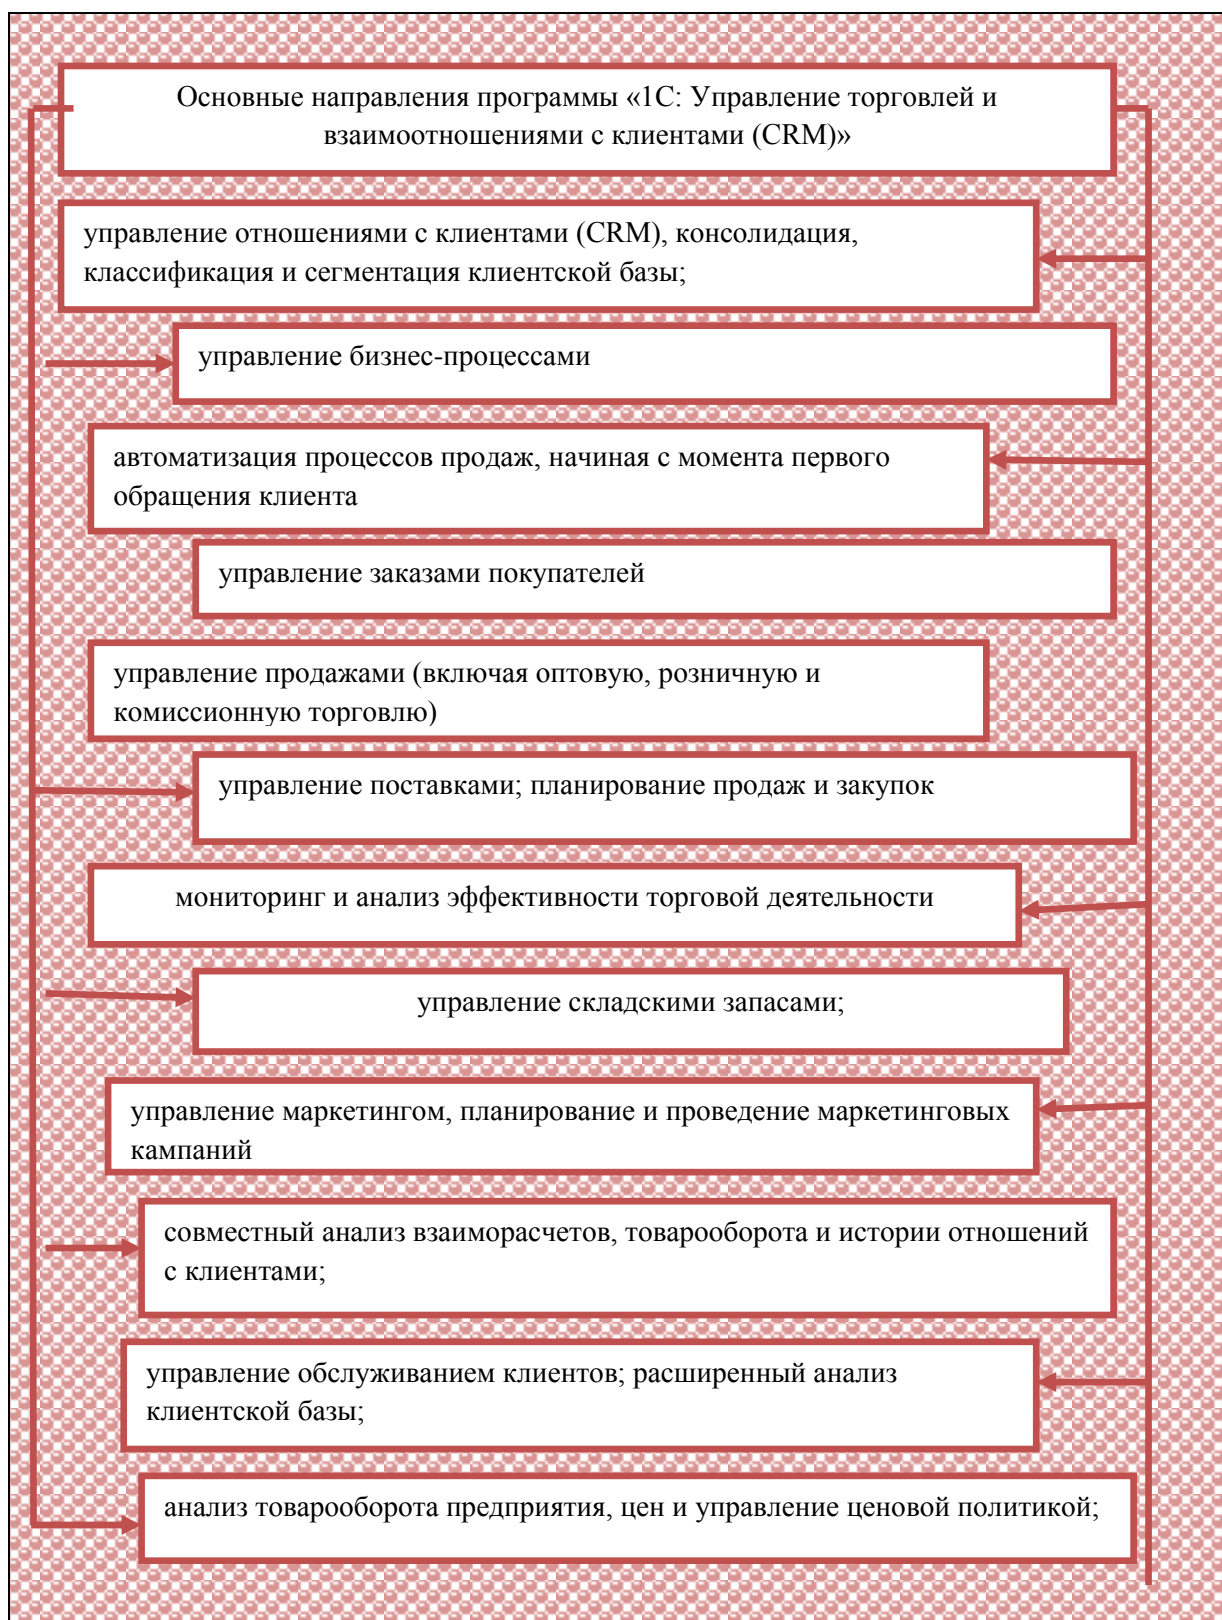 Основные направления программы «1С: Управление торговлей и
взаимоотношениями с клиентами (CRM)»
управление отношениями с клиентами (CRM), консолидация,
классификация и сегментация клиентской базы;
управление бизнес-процессами
автоматизация процессов продаж, начиная с момента первого
обращения клиента
управление заказами покупателей
управление продажами (включая оптовую, розничную и
комиссионную торговлю)
управление поставками; планирование продаж и закупок
мониторинг и анализ эффективности торговой деятельности
управление складскими запасами;
управление маркетингом, планирование и проведение маркетинговых
кампаний
совместный анализ взаиморасчетов, товарооборота и истории отношений
с клиентами;
управление обслуживанием клиентов; расширенный анализ
клиентской базы;
анализ товарооборота предприятия, цен и управление ценовой политикой;